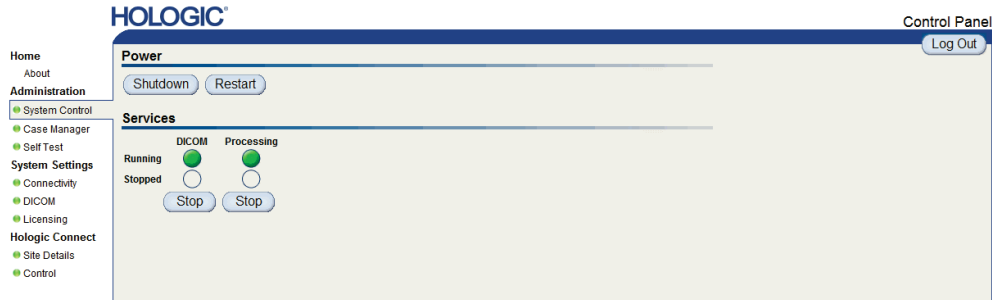 HOLOGIC®
Control Panel
Log Out
Home
About
Administration
System Control
Case Manager
Self Test
System Settings
Connectivity
DICOM
Licensing
Hologic Connect
Site Details
Control
Power
Shutdown Restart
Services
DICOM Processing
Running
Stopped
Stop Stop